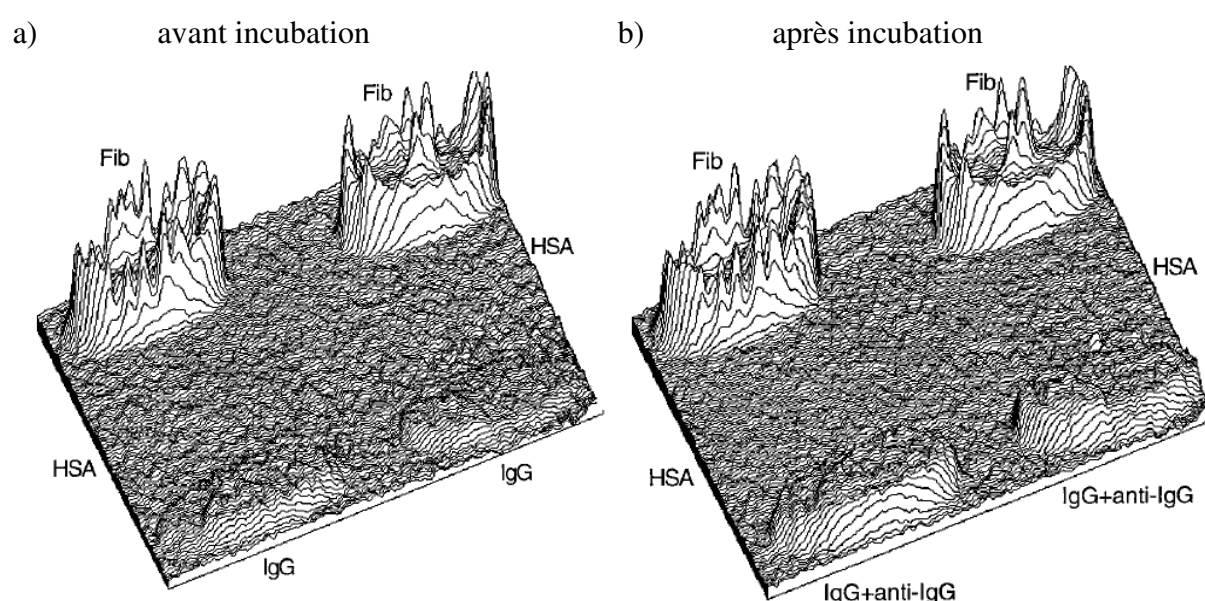 a) avant incubation
b) après incubation
Fib
Fib
HSA
HSA
IgG
IgG
Fib
Fib
HSA
HSA
IgG+anti-IgG
IgG+anti-IgG